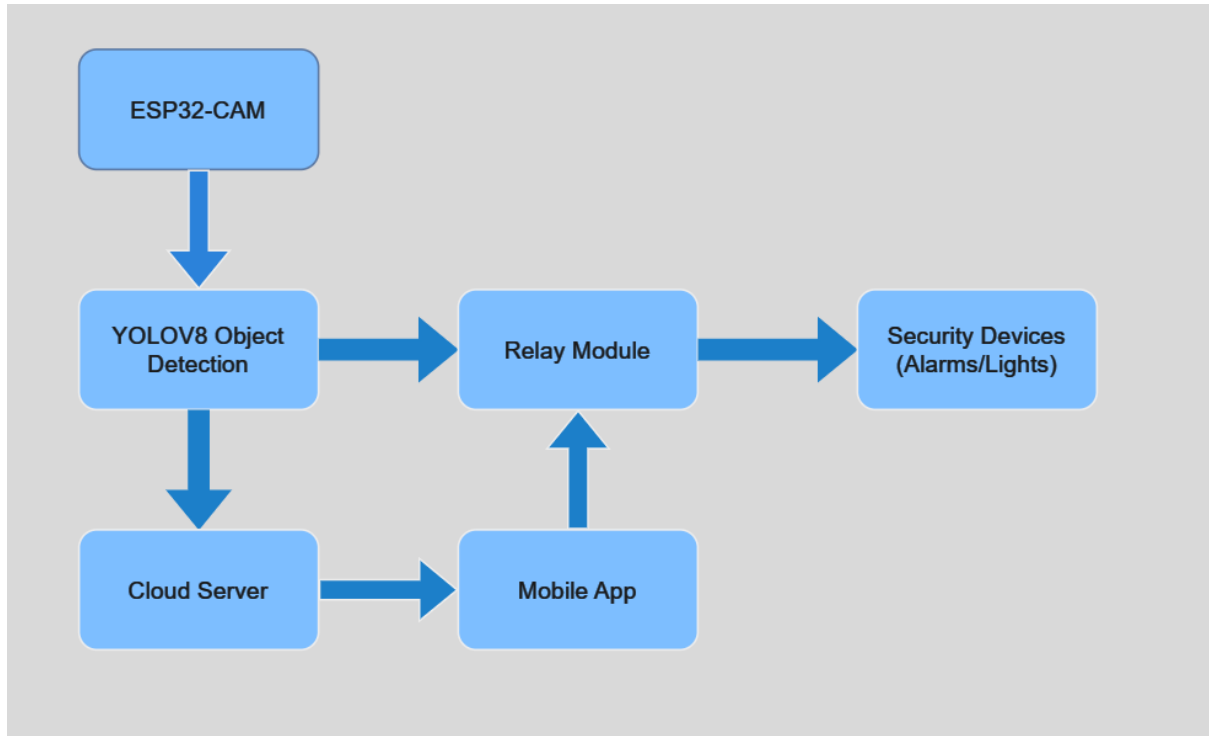 ESP32-CAM
YOLOV8 Object
Detection
Relay Module
Security Devices
(Alarms/Lights)
Cloud Server
Mobile App